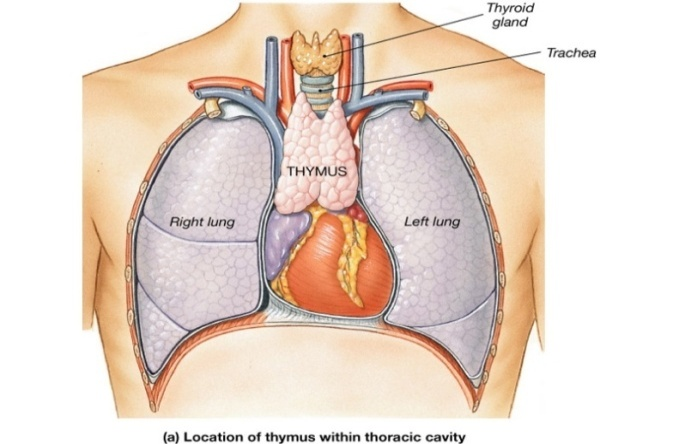 Thyroid
gland
Trachea
THYMUS
Right lung
Left lung
(a) Location of thymus within thoracic cavity